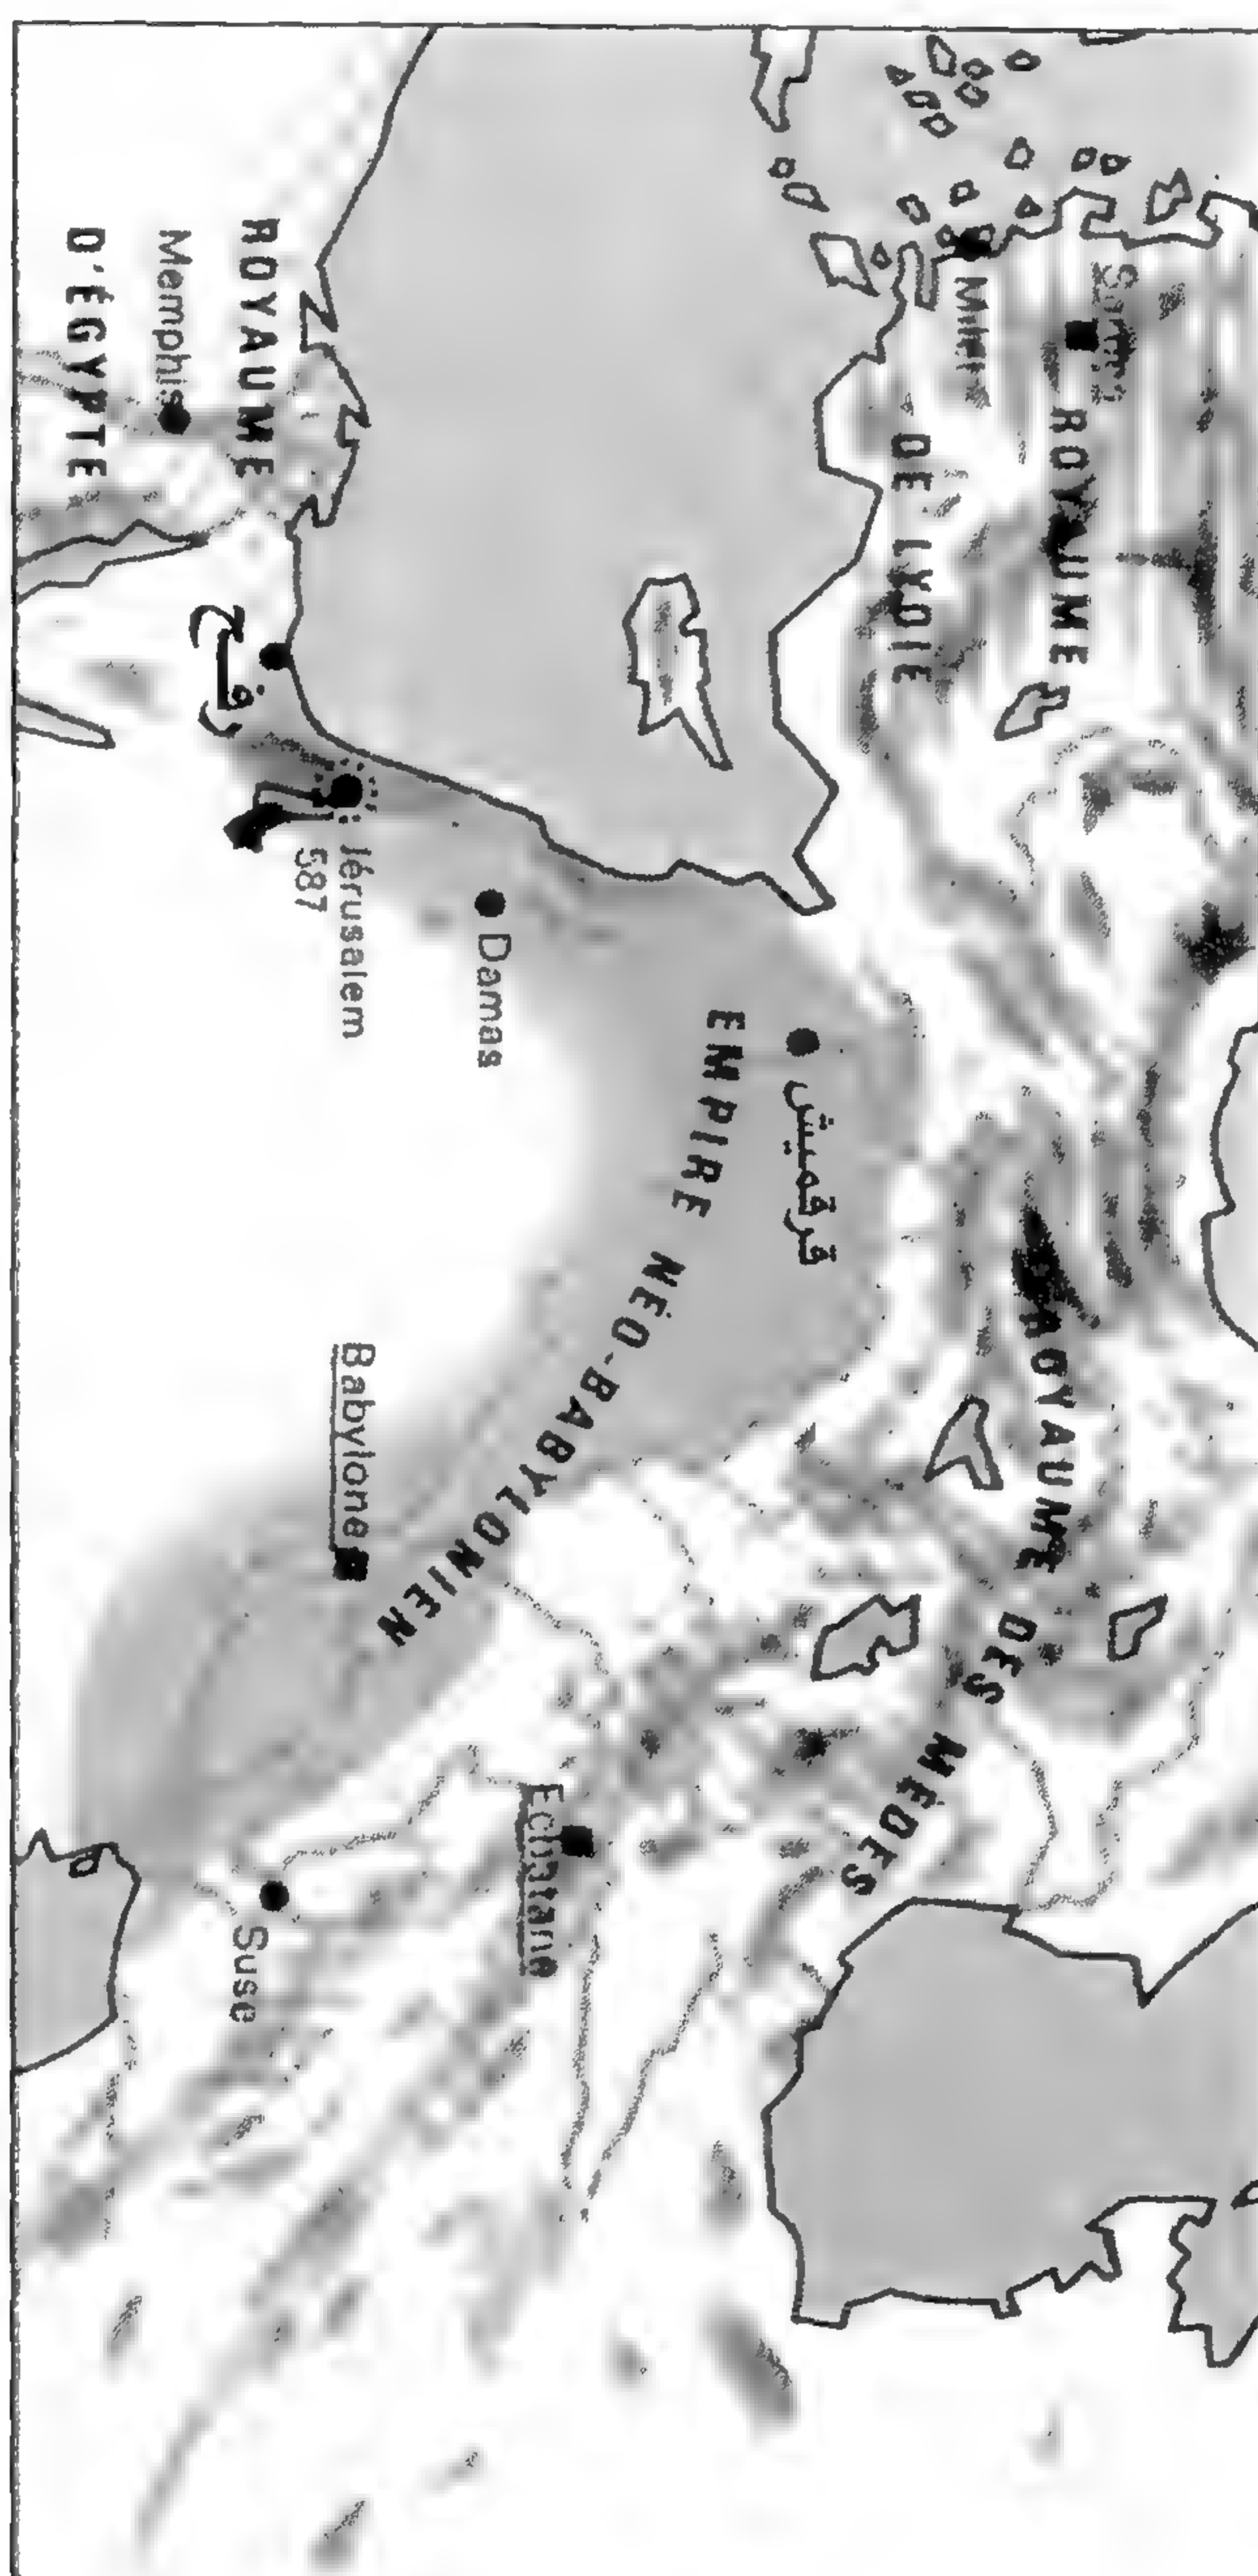 Milet
ROYAUME
DE LYDIE
ROYAUME DES MÈDES
قرقميش
EMPIRE NÉO-BABYLONIEN
Ecbatane
Damas
Jérusalem
587
Babylone
Suse
ROYAUME
Memphis
D'ÉGYPTE